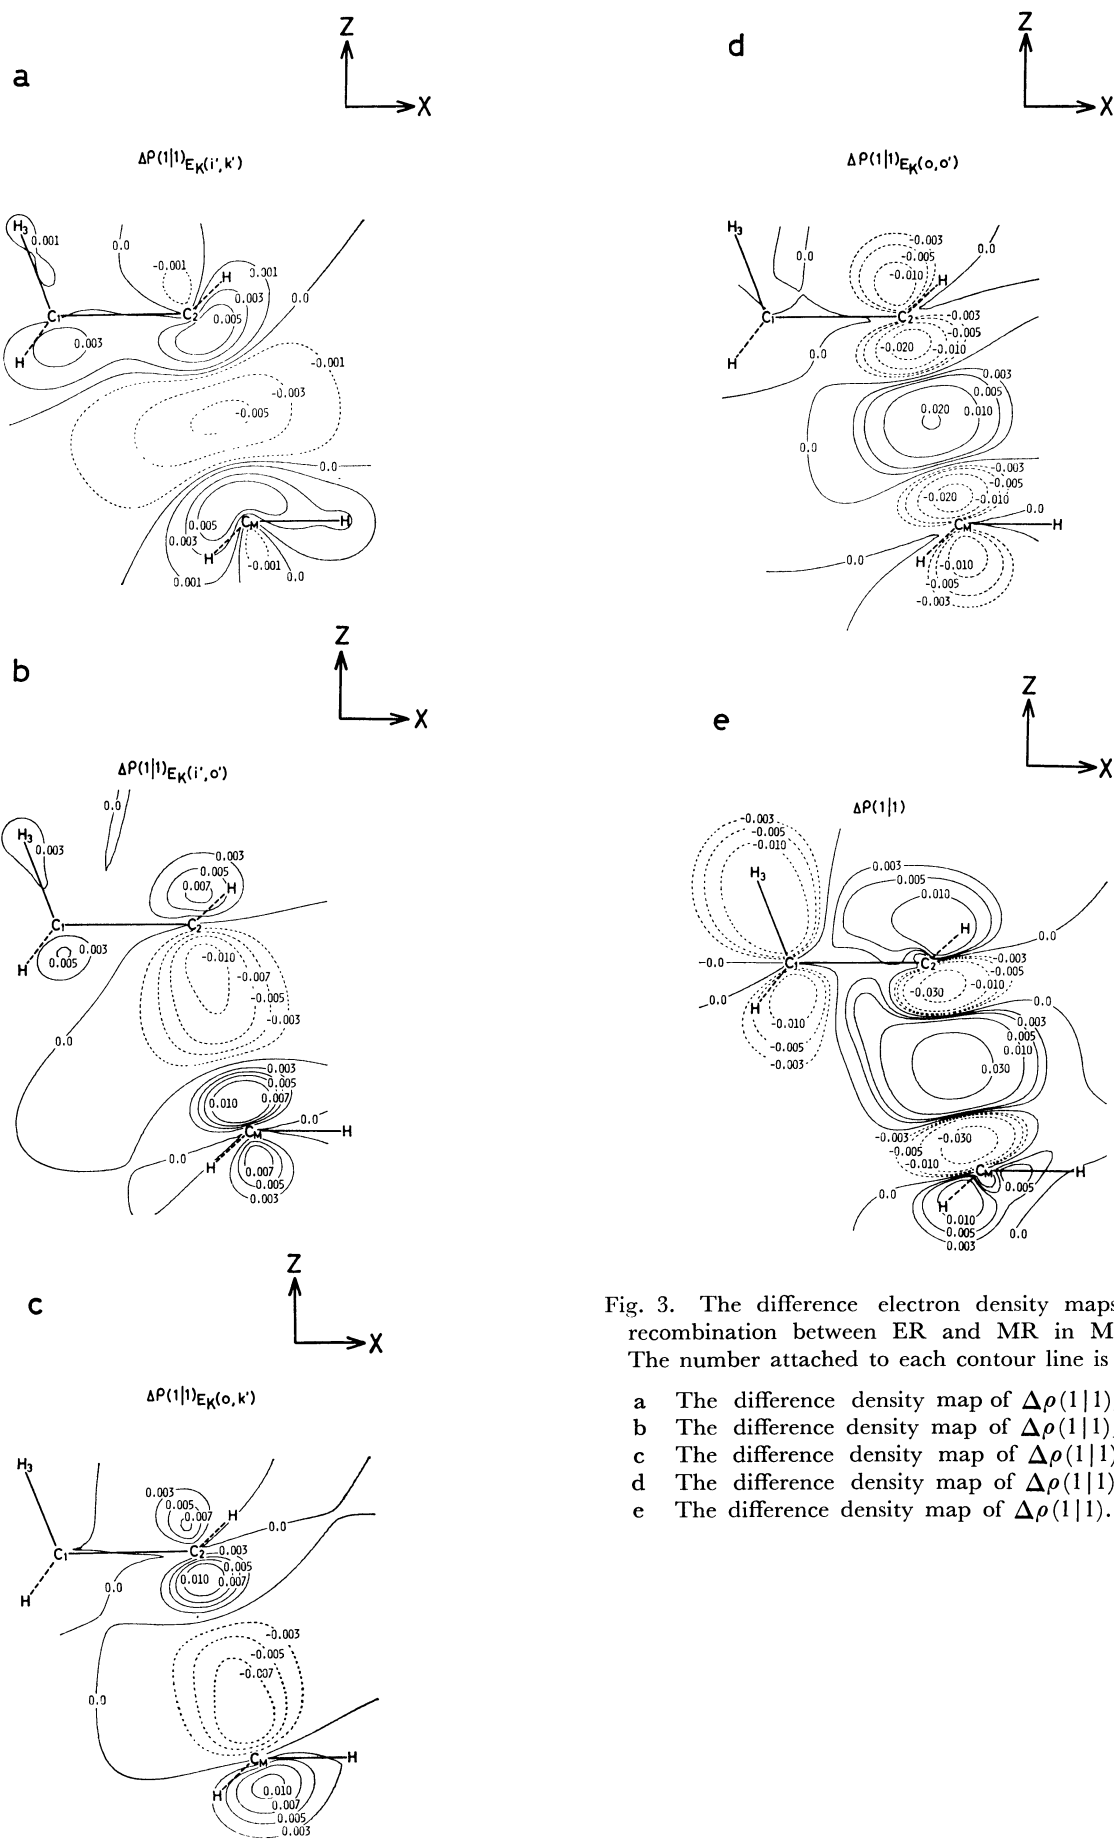 a
Z
X
Δρ(1|1)EK(i',k')
H3
0.001
0.0
-0.001
H
0.001
0.003
0.0
C1
C2
0.005
0.003
H
-0.001
-0.003
-0.005
0.0
0.005
CM
H
0.003
H
-0.001
0.001
0.0
b
Z
X
Δρ(1|1)EK(i',o')
0.0
H3
0.003
0.003
0.005
0.007
H
C1
C2
0.003
0.005
H
-0.010
-0.007
-0.005
-0.003
0.0
0.003
0.005
0.007
0.010
0.0
CM
H
0.0
H
0.007
0.005
0.003
c
Z
X
Δρ(1|1)EK(o,k')
H3
0.003
0.005
0.007
H
0.0
C1
C2
0.003
0.005
0.010
0.007
0.0
H
-0.003
-0.005
-0.007
0.0
CM
H
H
0.010
0.007
0.005
0.003
d
Z
X
Δρ(1|1)EK(o,o')
H3
-0.003
0.0
-0.005
0.0
-0.010
H
C1
C2
-0.003
-0.005
-0.020
-0.010
0.0
H
0.003
0.005
0.020
0.010
0.0
-0.003
-0.005
-0.020
-0.010
0.0
CM
H
0.0
H
-0.010
-0.005
-0.003
e
Z
X
Δρ(1|1)
-0.003
-0.005
-0.010
H3
0.003
0.005
0.010
H
0.0
-0.0
C1
C2
-0.003
-0.005
-0.010
-0.030
0.0
H
0.0
-0.010
-0.005
-0.003
0.003
0.005
0.010
0.030
-0.003
-0.030
-0.005
-0.010
CM
H
0.005
0.0
H
0.010
0.005
0.003
0.0
Fig. 3. The difference electron density maps
recombination between ER and MR in M
The number attached to each contour line is
a The difference density map of Δρ(1|1)
b The difference density map of Δρ(1|1)
c The difference density map of Δρ(1|1)
d The difference density map of Δρ(1|1)
e The difference density map of Δρ(1|1).